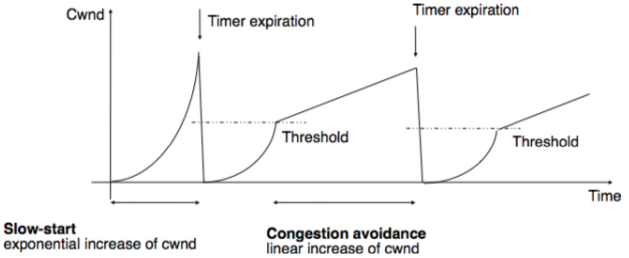 Cwnd
Timer expiration
Timer expiration
Threshold
Threshold
Time
Slow-start
exponential increase of cwnd
Congestion avoidance
linear increase of cwnd